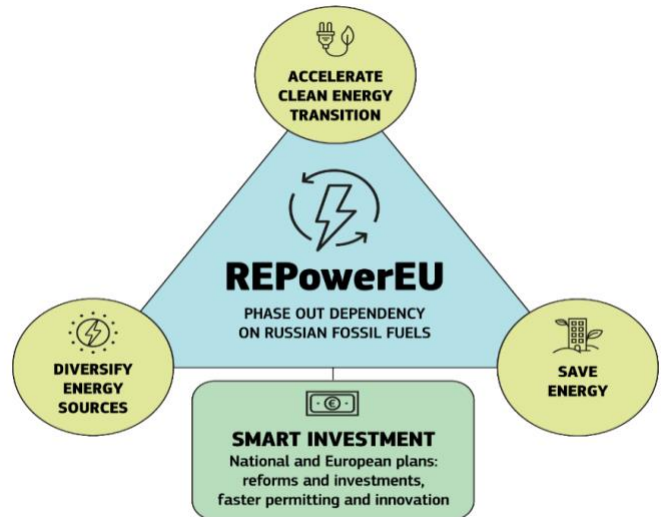 ACCELERATE
CLEAN ENERGY
TRANSITION
REPowerEU
PHASE OUT DEPENDENCY
ON RUSSIAN FOSSIL FUELS
DIVERSIFY
ENERGY
SOURCES
SAVE
ENERGY
€
SMART INVESTMENT
National and European plans:
reforms and investments,
faster permitting and innovation